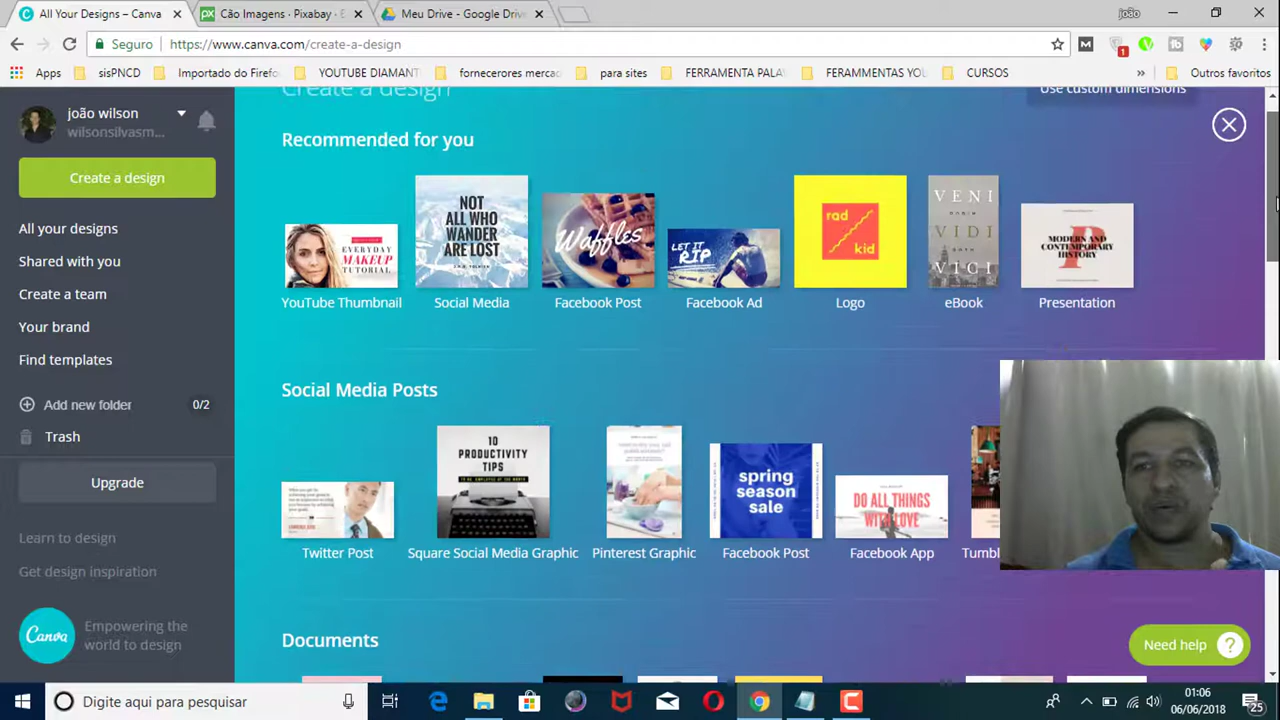 All Your Designs – Canva
Cão Imagens · Pixabay · E
Meu Drive - Google Drive
joão
Seguro
https://www.canva.com/create-a-design
1
Apps
sisPNCD
Importado do Firefo
YOUTUBE DIAMANT
fornercerores mercad
para sites
FERRAMENTA PALAV
FERAMMENTAS YOU
CURSOS
»
Outros favoritos
joão wilson
wilsonsilvasm...
Create a design
All your designs
Shared with you
Create a team
Your brand
Find templates
Add new folder
0/2
Trash
Upgrade
Learn to design
Get design inspiration
Canva
Empowering the
world to design
Create a design
Use custom dimensions
Recommended for you
EVERYDAY
MAKEUP
TUTORIAL
NOT
ALL WHO
WANDER
ARE LOST
Waffles
LET IT
RIP
rad
kid
VENI
VIDI
VICI
MODERN AND
CONTEMPORARY
HISTORY
YouTube Thumbnail
Social Media
Facebook Post
Facebook Ad
Logo
eBook
Presentation
Social Media Posts
10
PRODUCTIVITY
TIPS
spring
season
sale
DO ALL THINGS
WITH LOVE
Twitter Post
Square Social Media Graphic
Pinterest Graphic
Facebook Post
Facebook App
Tumbl
Documents
Need help ?
Digite aqui para pesquisar
01:06
06/06/2018
25